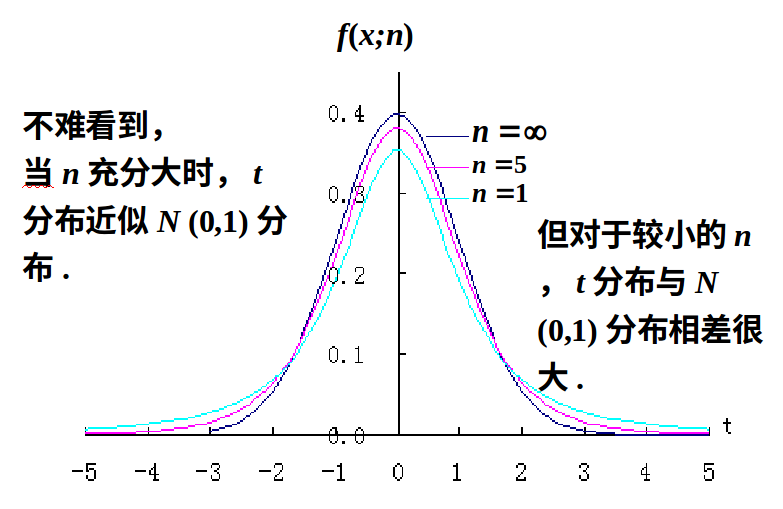 f(x;n)
不难看到，
当 n 充分大时， t
分布近似 N (0,1) 分
布 .
n =∞
n =5
n =1
但对于较小的 n
， t 分布与 N
(0,1) 分布相差很
大 .
0.4
0.3
0.2
0.1
0.0
t
-5 -4 -3 -2 -1 0 1 2 3 4 5